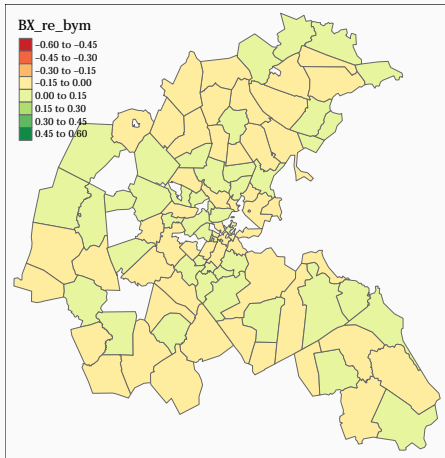 BX_re_bym
-0.60 to -0.45
-0.45 to -0.30
-0.30 to -0.15
-0.15 to 0.00
0.00 to 0.15
0.15 to 0.30
0.30 to 0.45
0.45 to 0.60